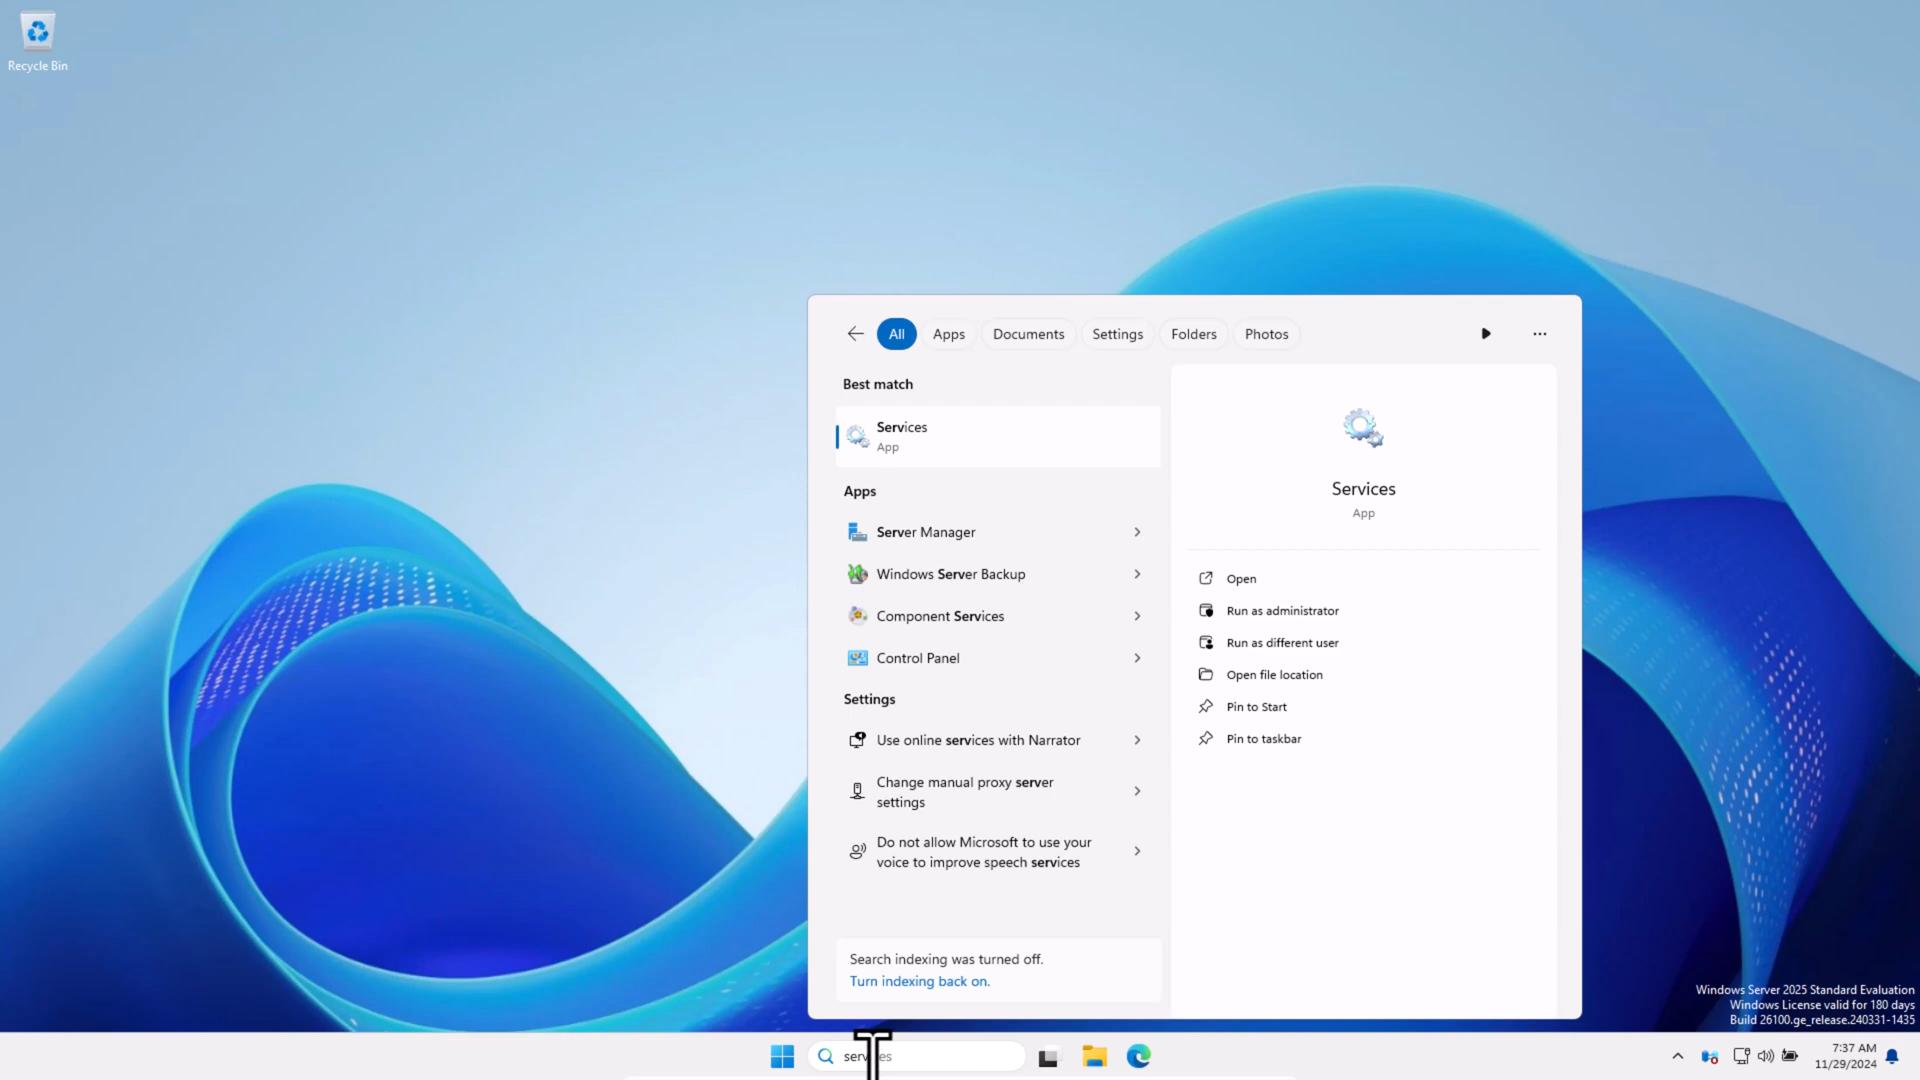 Recycle Bin
All
Apps
Documents
Settings
Folders
Photos
Best match
Services
App
Apps
Server Manager
Windows Server Backup
Component Services
Control Panel
Settings
Use online services with Narrator
Change manual proxy server
settings
Do not allow Microsoft to use your
voice to improve speech services
Search indexing was turned off.
Turn indexing back on.
Services
App
Open
Run as administrator
Run as different user
Open file location
Pin to Start
Pin to taskbar
Windows Server 2025 Standard Evaluation
Windows License valid for 180 days
Build 26100.ge_release.240331-1435
services
7:37 AM
11/29/2024